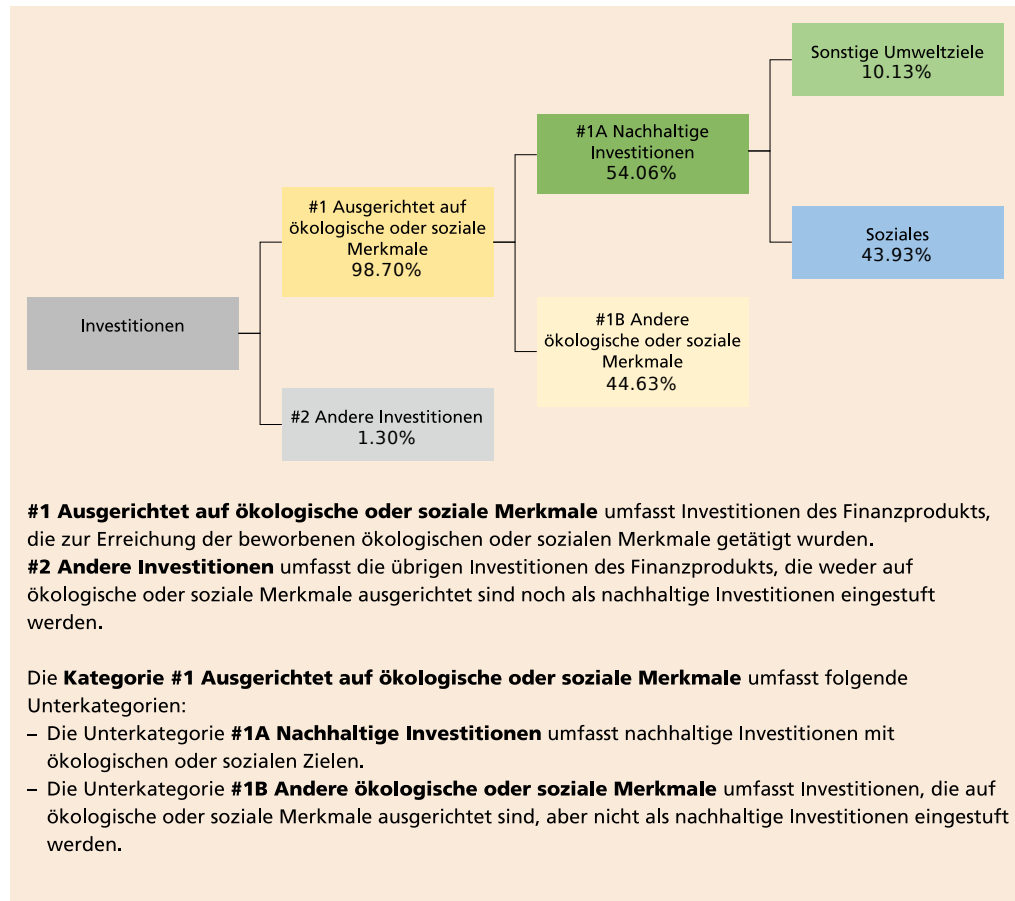 Sonstige Umweltziele
10.13%
#1A Nachhaltige
Investitionen
54.06%
#1 Ausgerichtet auf
ökologische oder soziale
Merkmale
98.70%
Soziales
43.93%
Investitionen
#1B Andere
ökologische oder soziale
Merkmale
44.63%
#2 Andere Investitionen
1.30%
#1 Ausgerichtet auf ökologische oder soziale Merkmale umfasst Investitionen des Finanzprodukts,
die zur Erreichung der beworbenen ökologischen oder sozialen Merkmale getätigt wurden.
#2 Andere Investitionen umfasst die übrigen Investitionen des Finanzprodukts, die weder auf
ökologische oder soziale Merkmale ausgerichtet sind noch als nachhaltige Investitionen eingestuft
werden.
Die Kategorie #1 Ausgerichtet auf ökologische oder soziale Merkmale umfasst folgende
Unterkategorien:
– Die Unterkategorie #1A Nachhaltige Investitionen umfasst nachhaltige Investitionen mit
ökologischen oder sozialen Zielen.
– Die Unterkategorie #1B Andere ökologische oder soziale Merkmale umfasst Investitionen, die auf
ökologische oder soziale Merkmale ausgerichtet sind, aber nicht als nachhaltige Investitionen eingestuft
werden.